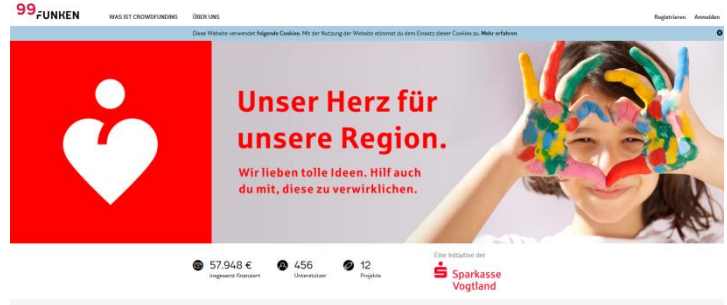 99 FUNKEN WAS IST CROWDFUNDING ÜBER UNS Registrieren Anmelden
Diese Website verwendet folgende Cookies. Mit der Nutzung der Website stimmst du dem Einsatz dieser Cookies zu. Mehr erfahren
Unser Herz für
unsere Region.
Wir lieben tolle Ideen. Hilf auch
du mit, diese zu verwirklichen.
57.948 € 456 12
insgesamt finanziert Unterstützer Projekte
Eine Initiative der
Sparkasse
Vogtland